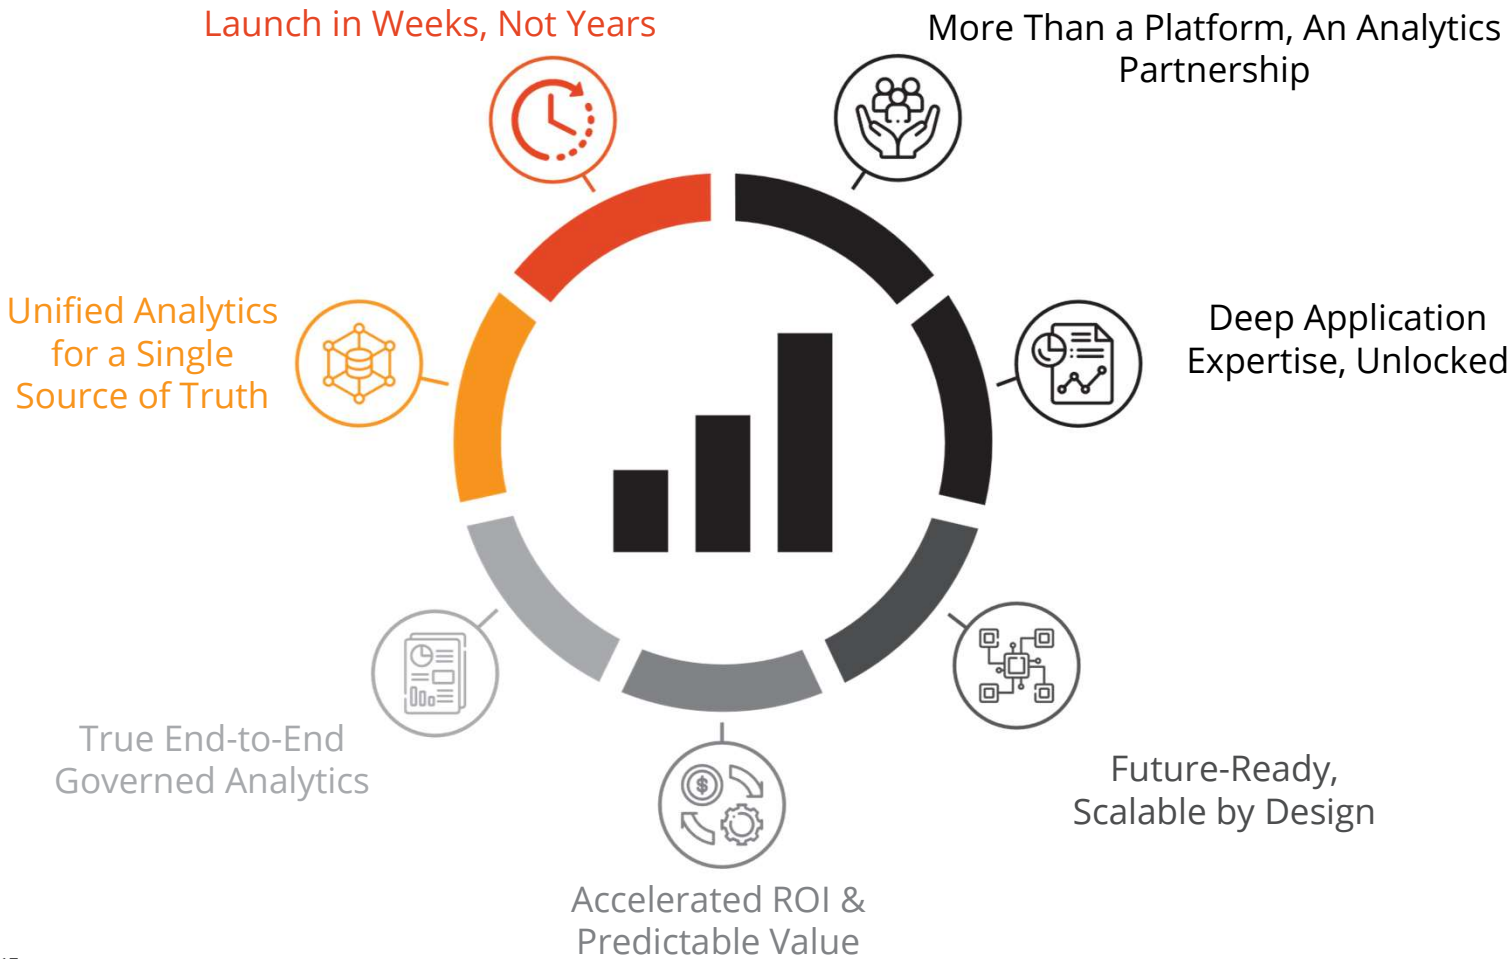 Launch in Weeks, Not Years
More Than a Platform, An Analytics
Partnership
Unified Analytics
for a Single
Source of Truth
Deep Application
Expertise, Unlocked
True End-to-End
Governed Analytics
Future-Ready,
Scalable by Design
$
Accelerated ROI &
Predictable Value